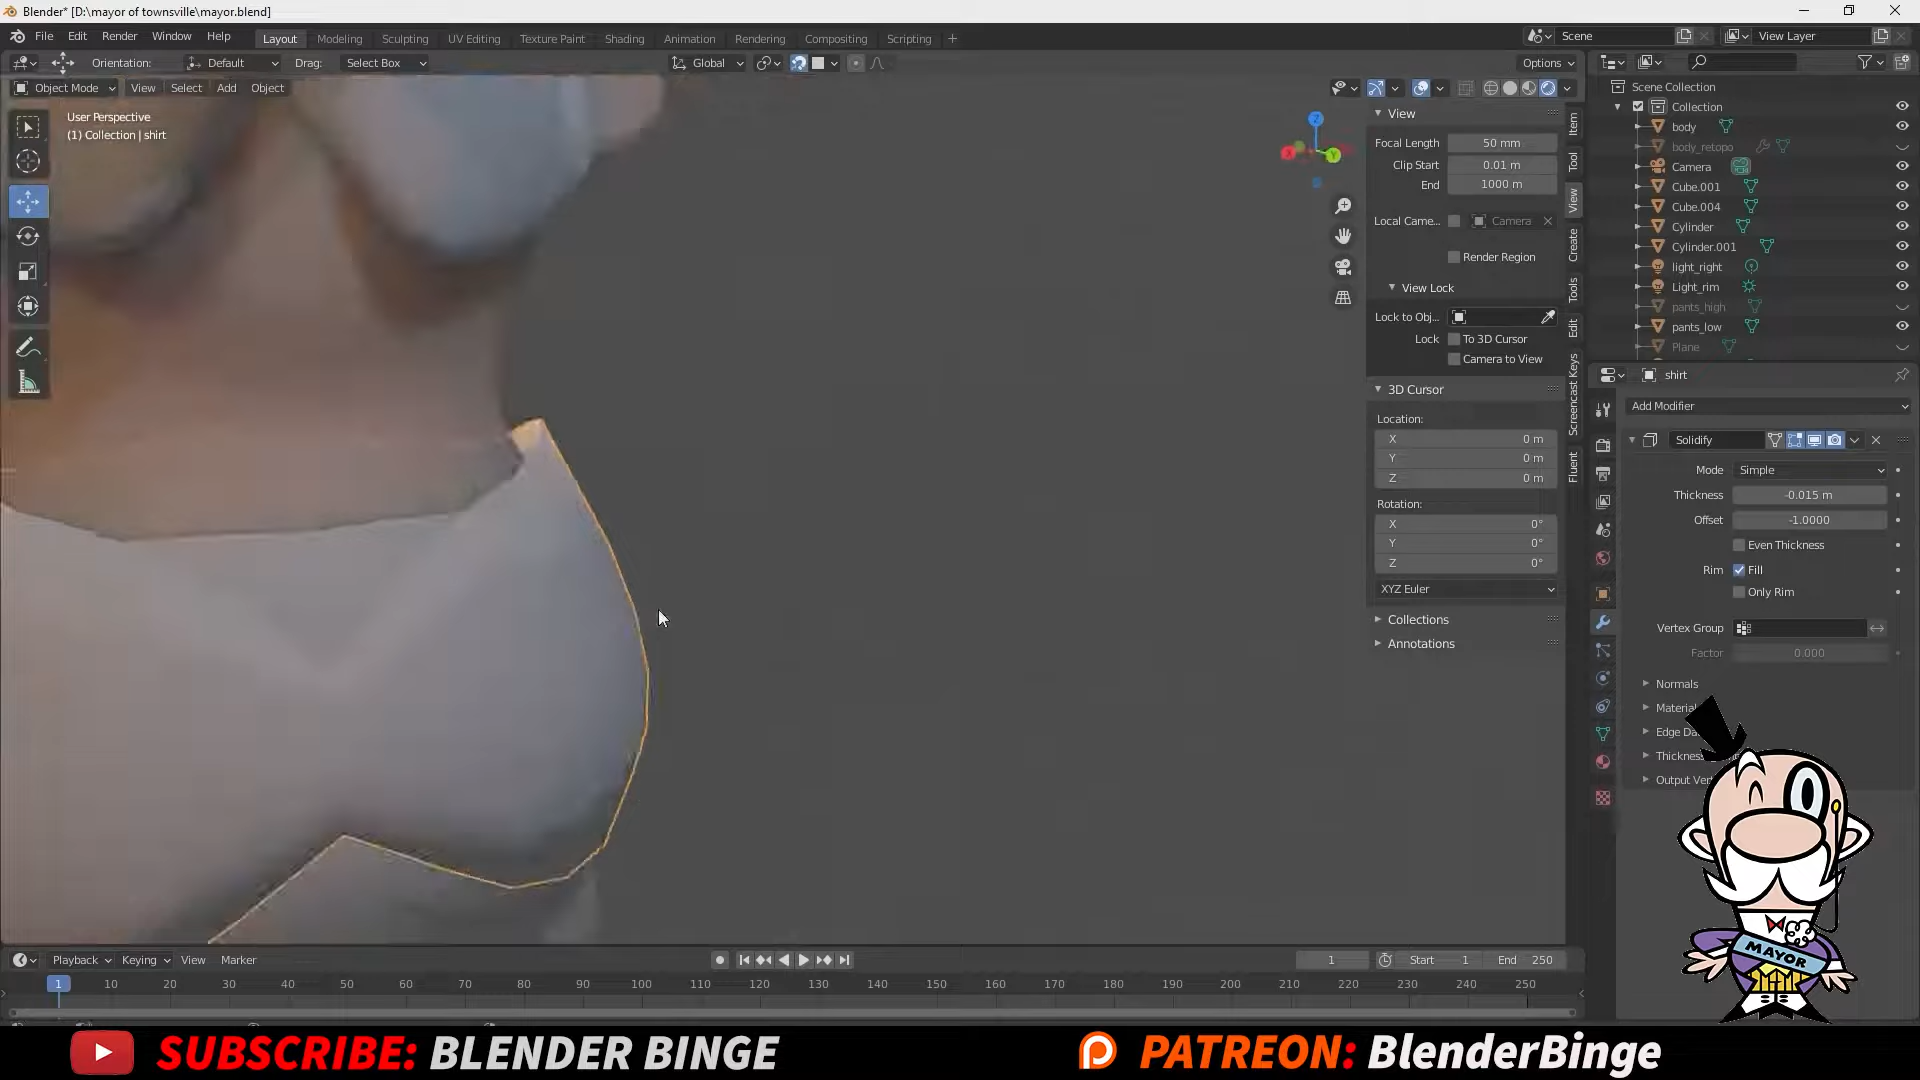 Blender* [D:\mayor of townsville\mayor.blend]
File Edit Render Window Help Layout Modeling Sculpting UV Editing Texture Paint Shading Animation Rendering Compositing Scripting + Scene View Layer
Orientation: Default Drag: Select Box Global Options
Object Mode View Select Add Object
User Perspective
(1) Collection | shirt
Z
X
Y
View
Focal Length 50 mm
Clip Start 0.01 m
End 1000 m
Local Came... Camera
Render Region
View Lock
Lock to Obj...
Lock To 3D Cursor
Camera to View
3D Cursor
Location:
X 0 m
Y 0 m
Z 0 m
Rotation:
X 0°
Y 0°
Z 0°
XYZ Euler
Collections
Annotations
Item
Tool
View
Create
Tools
Edit
Screencast Keys
Fluent
Scene Collection
Collection
body
body_retopo
Camera
Cube.001
Cube.004
Cylinder
Cylinder.001
light_right
Light_rim
pants_high
pants_low
Plane
shirt
Add Modifier
Solidify
Mode Simple
Thickness -0.015 m
Offset -1.0000
Even Thickness
Rim Fill
Only Rim
Vertex Group
Factor 0.000
Normals
Material
Edge Da
Thickness
Output Ver
MAYOR
Playback Keying View Marker 1 Start 1 End 250
1 10 20 30 40 50 60 70 80 90 100 110 120 130 140 150 160 170 180 190 200 210 220 230 240 250
SUBSCRIBE: BLENDER BINGE PATREON: BlenderBinge